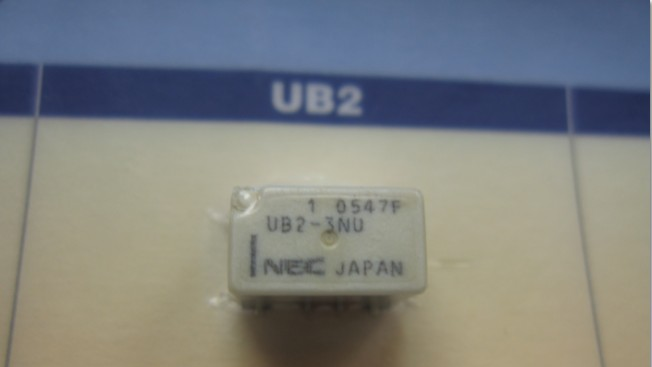 UB2
1 0547F
UB2-3NU
NEC JAPAN